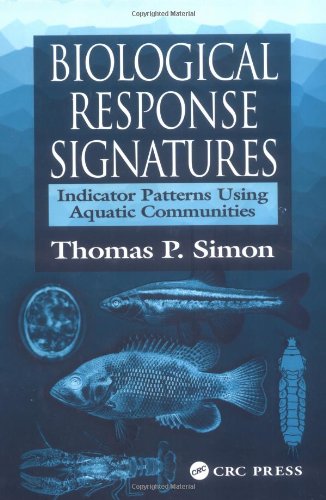 BIOLOGICAL
RESPONSE
SIGNATURES
Indicator Patterns Using
Aquatic Communities
Thomas P. Simon
CRC
CRC PRESS